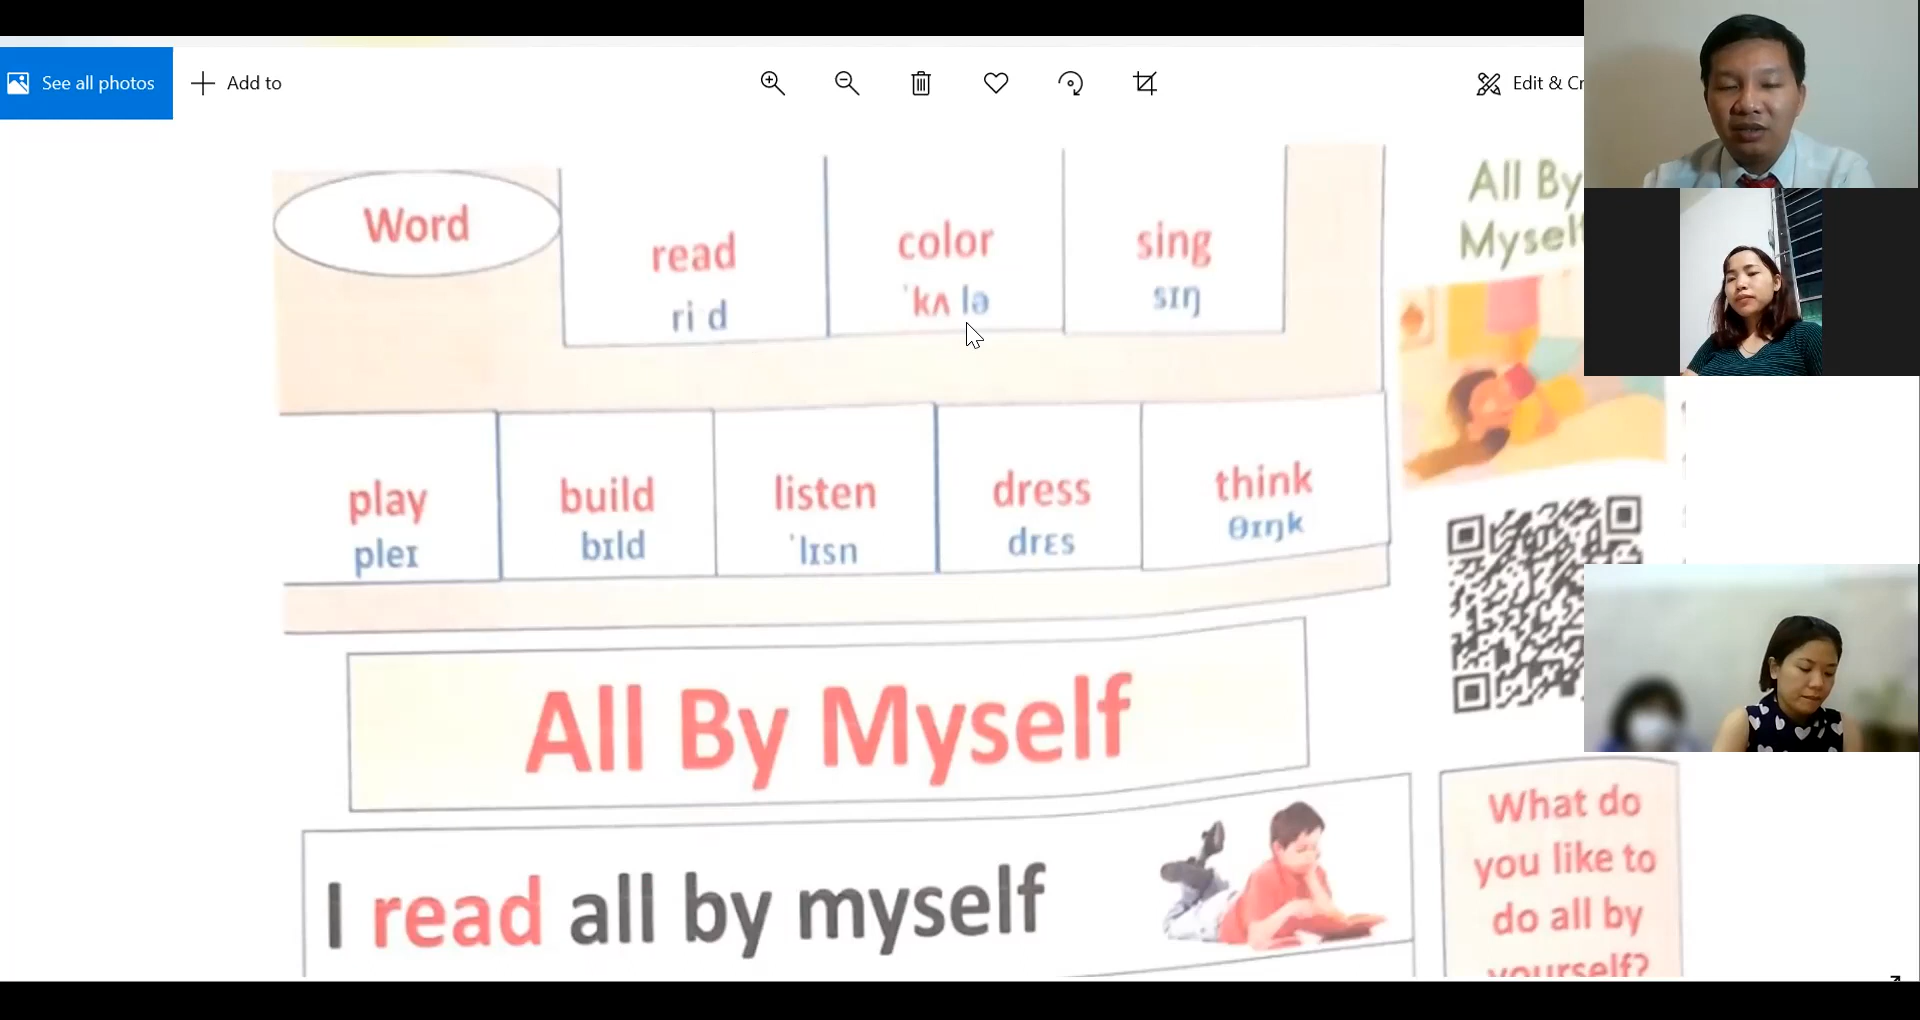 See all photos
Add to
Edit & Cr
Word
read
ri d
color
ˈkʌ lə
sing
sɪŋ
All By
Myself
play
pleɪ
build
bɪld
listen
ˈlɪsn
dress
drɛs
think
θɪŋk
All By Myself
I read all by myself
What do
you like to
do all by
yourself?